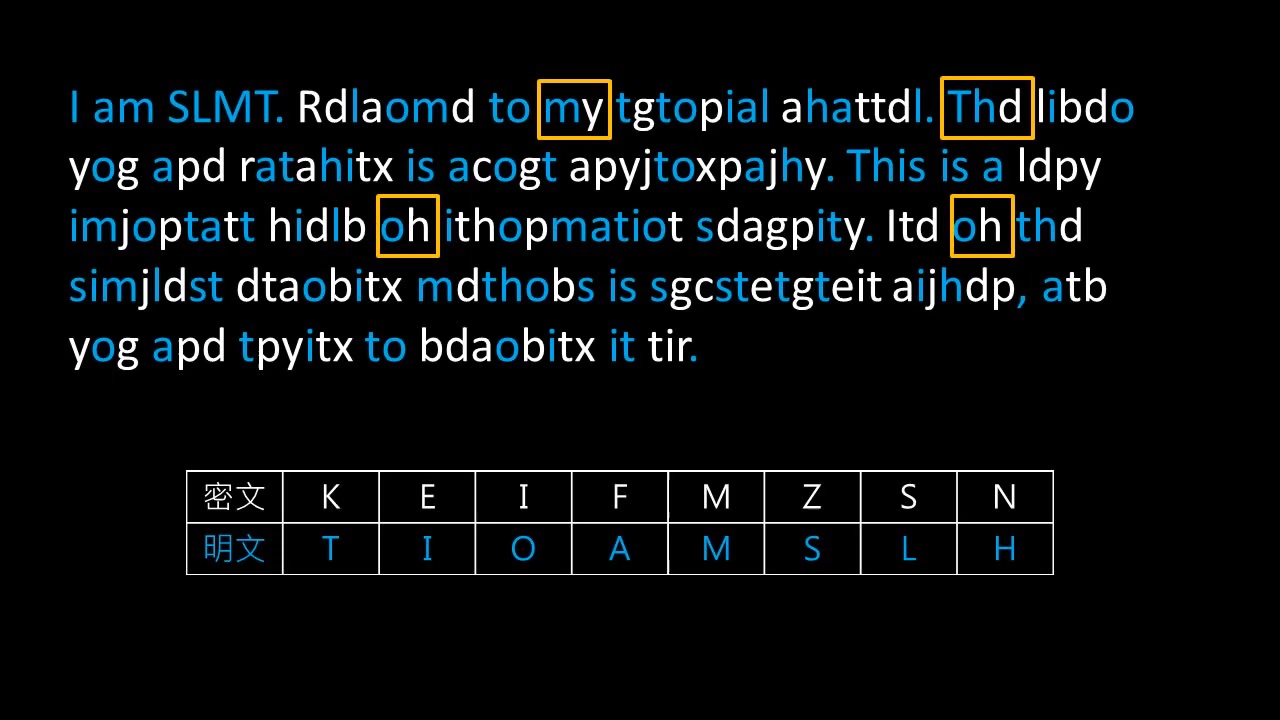 I am SLMT. Rdlaomd to my tgtopial ahattdl. Thd libdo
yog apd ratahitx is acogt apyjtoxpajhy. This is a ldpy
imjoptatt hidlb oh ithopmatiot sdagpity. Itd oh thd
simjldst dtaobitx mdthobs is sgcstetgteit aijhdp, atb
yog apd tpyitx to bdaobitx it tir.
密文 K E I F M Z S N
明文 T I O A M S L H